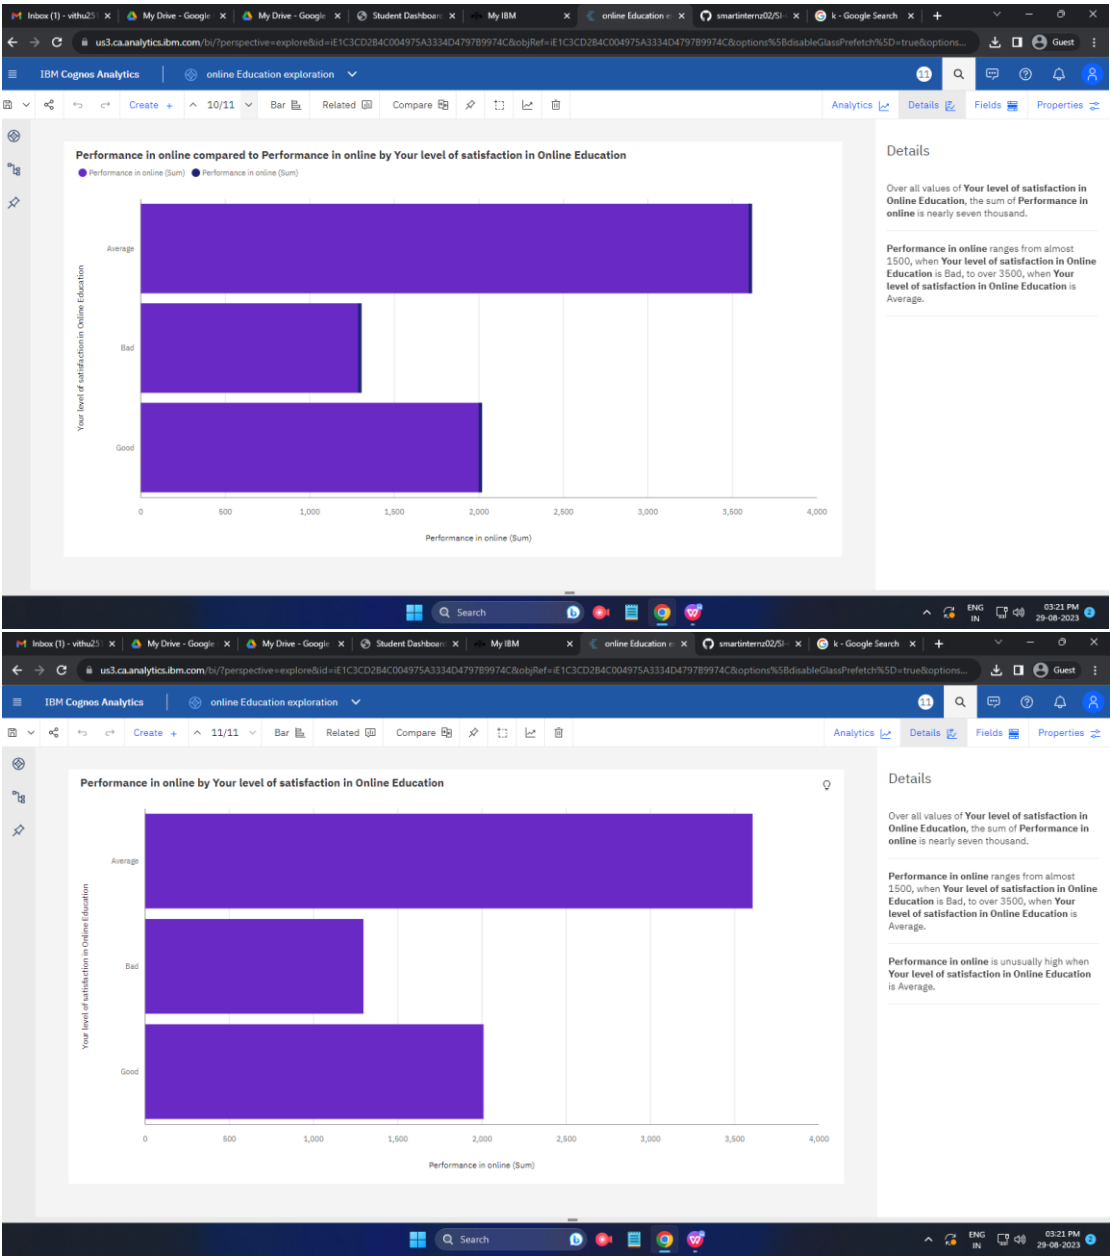 Inbox (1) - vithu25
My Drive - Google
My Drive - Google
Student Dashboard
My IBM
online Education e
smartinternz02/SI-
k - Google Search
us3.ca.analytics.ibm.com/bi/?perspective=explore&id=iE1C3CD2B4C004975A3334D4797B9974C&objRef=iE1C3CD2B4C004975A3334D4797B9974C&options%5BdisableGlassPrefetch%5D=true&options...
Guest
IBM Cognos Analytics
online Education exploration
11
Create +
10/11
Bar
Related
Compare
Analytics
Details
Fields
Properties
Performance in online compared to Performance in online by Your level of satisfaction in Online Education
Performance in online (Sum)
Performance in online (Sum)
Your level of satisfaction in Online Education
Average
Bad
Good
0
500
1,000
1,500
2,000
2,500
3,000
3,500
4,000
Performance in online (Sum)
Details
Over all values of Your level of satisfaction in
Online Education, the sum of Performance in
online is nearly seven thousand.
Performance in online ranges from almost
1500, when Your level of satisfaction in Online
Education is Bad, to over 3500, when Your
level of satisfaction in Online Education is
Average.
Search
ENG
IN
03:21 PM
29-08-2023
2
Inbox (1) - vithu25
My Drive - Google
My Drive - Google
Student Dashboard
My IBM
online Education e
smartinternz02/SI-
k - Google Search
us3.ca.analytics.ibm.com/bi/?perspective=explore&id=iE1C3CD2B4C004975A3334D4797B9974C&objRef=iE1C3CD2B4C004975A3334D4797B9974C&options%5BdisableGlassPrefetch%5D=true&options...
Guest
IBM Cognos Analytics
online Education exploration
11
Create +
11/11
Bar
Related
Compare
Analytics
Details
Fields
Properties
Performance in online by Your level of satisfaction in Online Education
Your level of satisfaction in Online Education
Average
Bad
Good
0
500
1,000
1,500
2,000
2,500
3,000
3,500
4,000
Performance in online (Sum)
Details
Over all values of Your level of satisfaction in
Online Education, the sum of Performance in
online is nearly seven thousand.
Performance in online ranges from almost
1500, when Your level of satisfaction in Online
Education is Bad, to over 3500, when Your
level of satisfaction in Online Education is
Average.
Performance in online is unusually high when
Your level of satisfaction in Online Education
is Average.
Search
ENG
IN
03:21 PM
29-08-2023
2